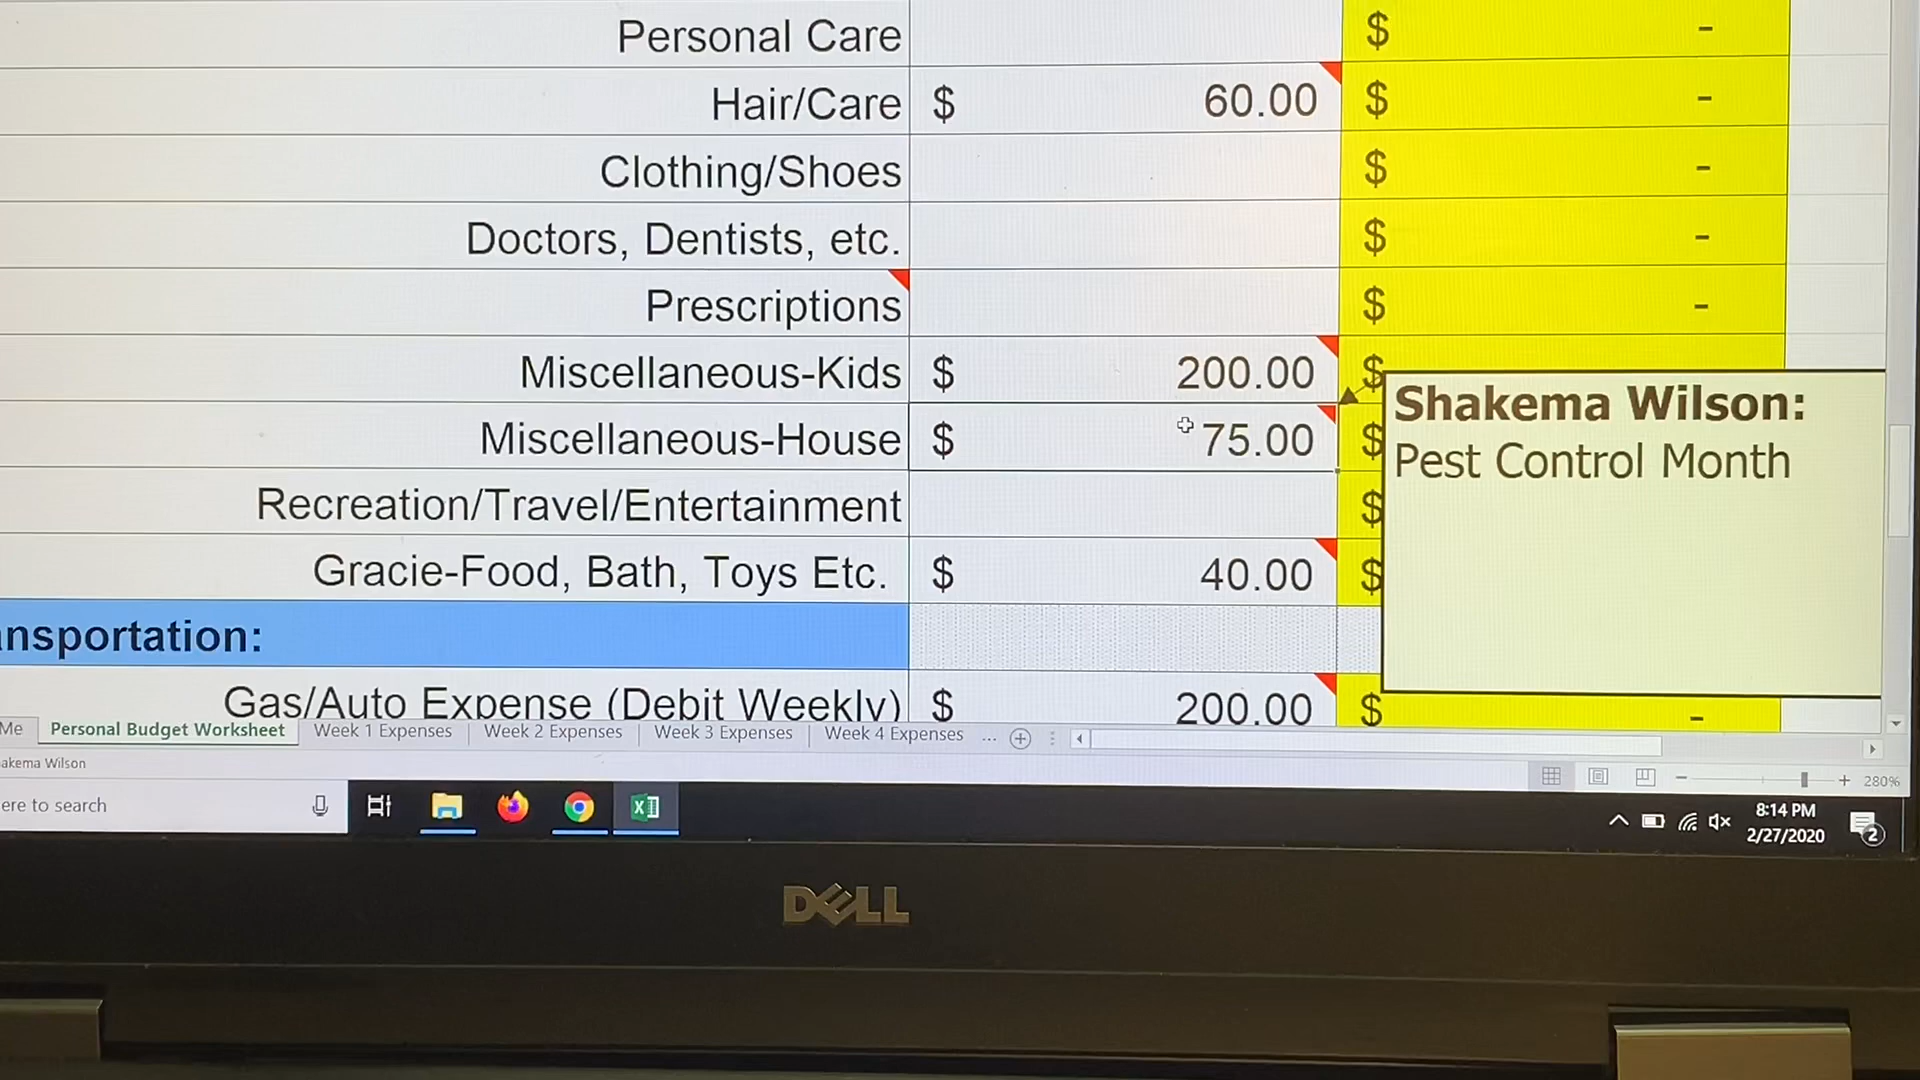 Personal Care $ -
Hair/Care $ 60.00 $ -
Clothing/Shoes $ -
Doctors, Dentists, etc. $ -
Prescriptions $ -
Miscellaneous-Kids $ 200.00 $
Miscellaneous-House $ 75.00 $
Recreation/Travel/Entertainment $
Gracie-Food, Bath, Toys Etc. $ 40.00 $
Shakema Wilson:
Pest Control Month
ansportation:
Gas/Auto Expense (Debit Weekly) $ 200.00 $ -
Me Personal Budget Worksheet Week 1 Expenses Week 2 Expenses Week 3 Expenses Week 4 Expenses ...
akema Wilson
280%
ere to search
8:14 PM
2/27/2020
2
DELL